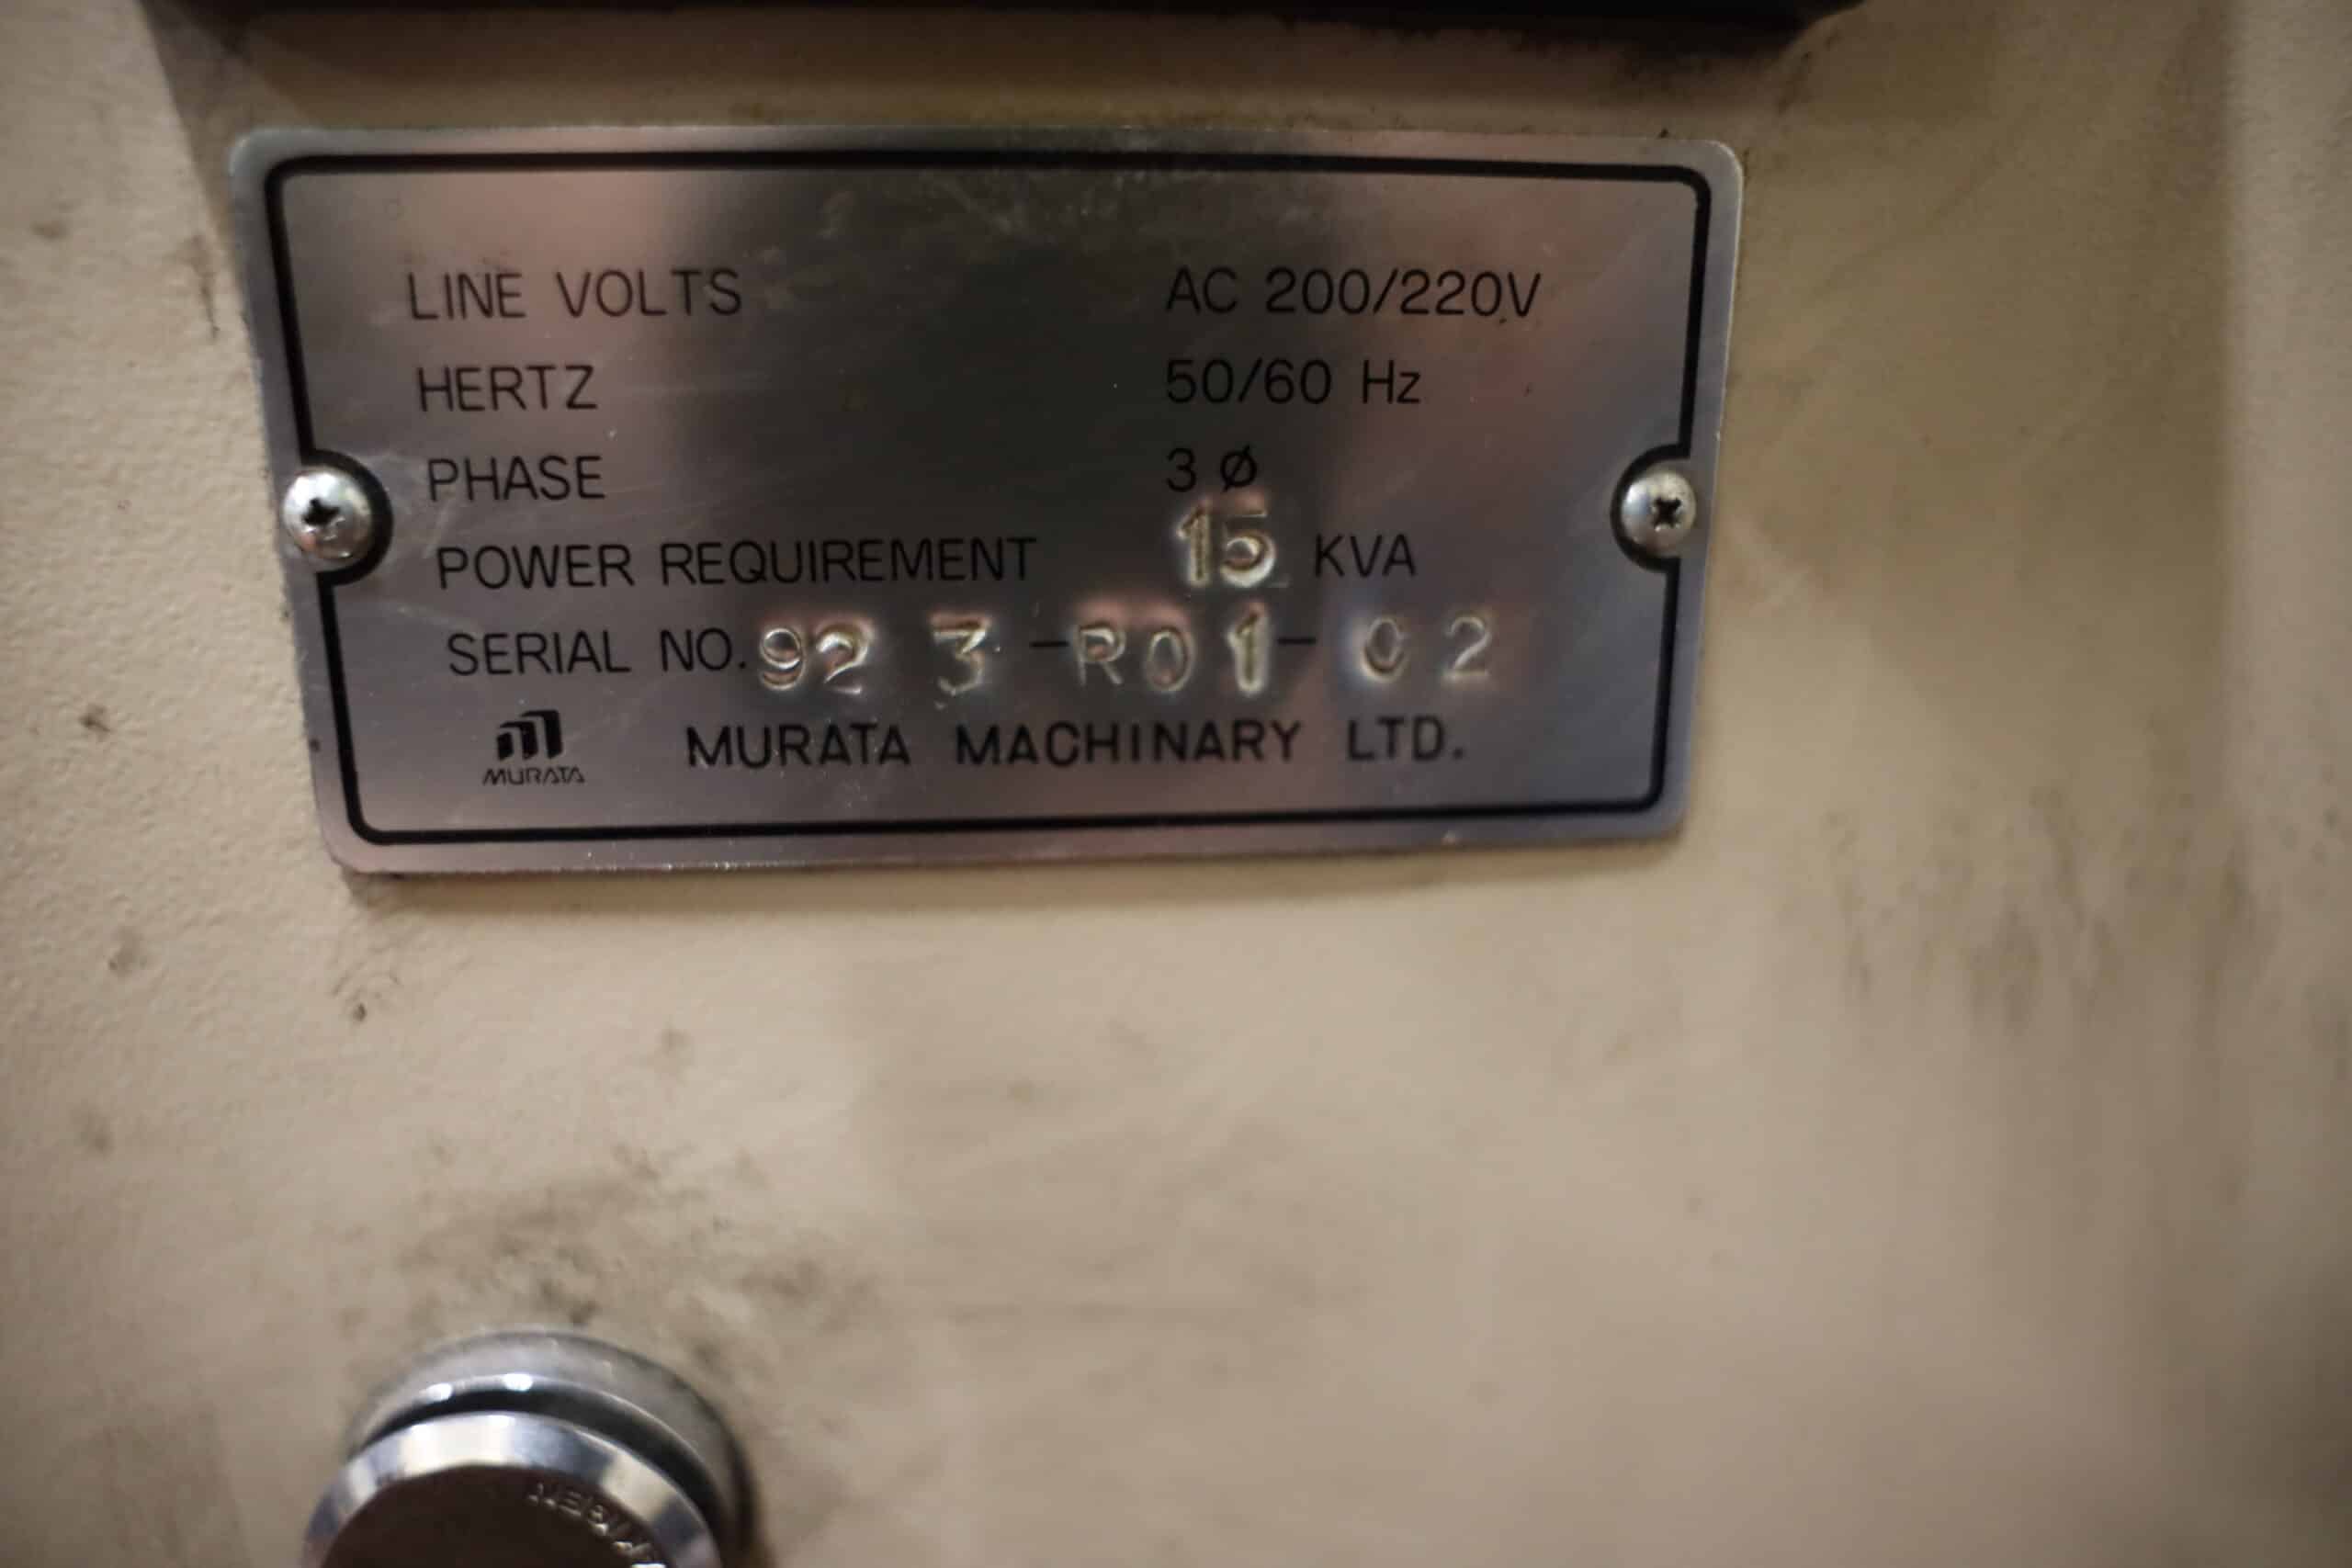 LINE VOLTS AC 200/220V
HERTZ 50/60 Hz
PHASE 3 Ø
POWER REQUIREMENT 15 KVA
SERIAL NO. 923-R01-02
MURATA MURATA MACHINARY LTD.